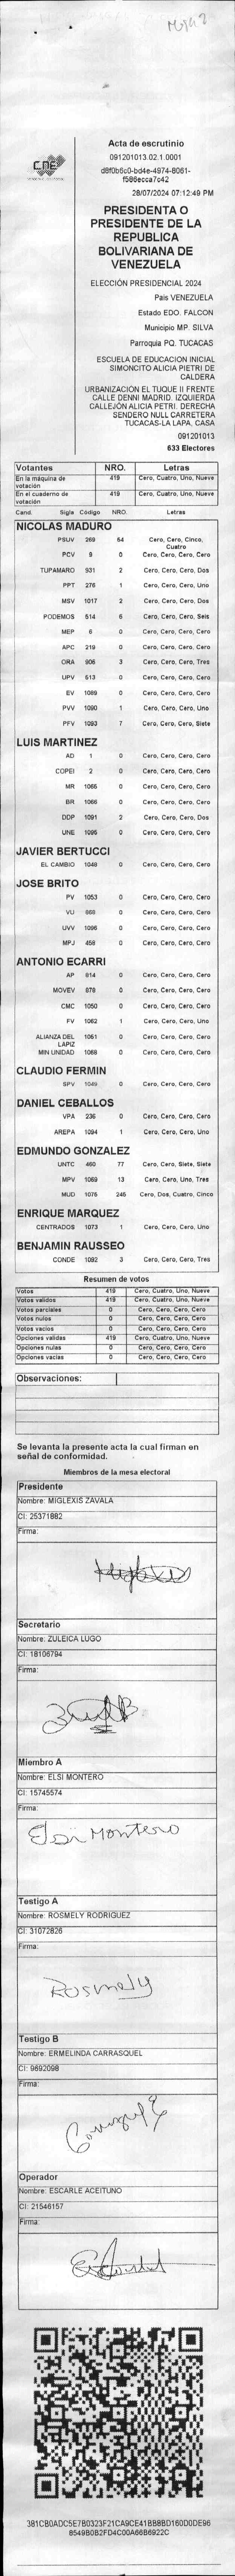 Mesa 2
CNE
Acta de escrutinio
091201013.02.1.0001
d8f0b6c0-bd4e-4974-8061-
f586ecca7c42
28/07/2024 07:12:49 PM
PRESIDENTA O
PRESIDENTE DE LA
REPUBLICA
BOLIVARIANA DE
VENEZUELA
ELECCIÓN PRESIDENCIAL 2024
Pais VENEZUELA
Estado EDO. FALCON
Municipio MP. SILVA
Parroquia PQ. TUCACAS
ESCUELA DE EDUCACION INICIAL
SIMONCITO ALICIA PIETRI DE
CALDERA
URBANIZACIÓN EL TUQUE II FRENTE
CALLE DENNI MADRID. IZQUIERDA
CALLEJÓN ALICIA PETRI. DERECHA
SENDERO NULL CARRETERA
TUCACAS-LA LAPA, CASA
091201013
633 Electores
Votantes NRO. Letras
En la máquina de votación 419 Cero, Cuatro, Uno, Nueve
En el cuaderno de votación 419 Cero, Cuatro, Uno, Nueve
Cand. Sigla Código NRO. Letras
NICOLAS MADURO
PSUV 269 54 Cero, Cero, Cinco, Cuatro
PCV 9 0 Cero, Cero, Cero, Cero
TUPAMARO 931 2 Cero, Cero, Cero, Dos
PPT 276 1 Cero, Cero, Cero, Uno
MSV 1017 2 Cero, Cero, Cero, Dos
PODEMOS 514 6 Cero, Cero, Cero, Seis
MEP 6 0 Cero, Cero, Cero, Cero
APC 219 0 Cero, Cero, Cero, Cero
ORA 906 3 Cero, Cero, Cero, Tres
UPV 513 0 Cero, Cero, Cero, Cero
EV 1089 0 Cero, Cero, Cero, Cero
PVV 1090 1 Cero, Cero, Cero, Uno
PFV 1093 7 Cero, Cero, Cero, Siete
LUIS MARTINEZ
AD 1 0 Cero, Cero, Cero, Cero
COPEI 2 0 Cero, Cero, Cero, Cero
MR 1065 0 Cero, Cero, Cero, Cero
BR 1066 0 Cero, Cero, Cero, Cero
DDP 1091 2 Cero, Cero, Cero, Dos
UNE 1095 0 Cero, Cero, Cero, Cero
JAVIER BERTUCCI
EL CAMBIO 1048 0 Cero, Cero, Cero, Cero
JOSE BRITO
PV 1053 0 Cero, Cero, Cero, Cero
VU 968 0 Cero, Cero, Cero, Cero
UVV 1096 0 Cero, Cero, Cero, Cero
MPJ 458 0 Cero, Cero, Cero, Cero
ANTONIO ECARRI
AP 814 0 Cero, Cero, Cero, Cero
MOVEV 878 0 Cero, Cero, Cero, Cero
CMC 1050 0 Cero, Cero, Cero, Cero
FV 1062 1 Cero, Cero, Cero, Uno
ALIANZA DEL LAPIZ 1051 0 Cero, Cero, Cero, Cero
MIN UNIDAD 1068 0 Cero, Cero, Cero, Cero
CLAUDIO FERMIN
SPV 1049 0 Cero, Cero, Cero, Cero
DANIEL CEBALLOS
VPA 236 0 Cero, Cero, Cero, Cero
AREPA 1094 1 Cero, Cero, Cero, Uno
EDMUNDO GONZALEZ
UNTC 460 77 Cero, Cero, Siete, Siete
MPV 1069 13 Cero, Cero, Uno, Tres
MUD 1076 245 Cero, Dos, Cuatro, Cinco
ENRIQUE MARQUEZ
CENTRADOS 1073 1 Cero, Cero, Cero, Uno
BENJAMIN RAUSSEO
CONDE 1092 3 Cero, Cero, Cero, Tres
Resumen de votos
Votos 419 Cero, Cuatro, Uno, Nueve
Votos validos 419 Cero, Cuatro, Uno, Nueve
Votos parciales 0 Cero, Cero, Cero, Cero
Votos nulos 0 Cero, Cero, Cero, Cero
Votos vacios 0 Cero, Cero, Cero, Cero
Opciones validas 419 Cero, Cuatro, Uno, Nueve
Opciones nulas 0 Cero, Cero, Cero, Cero
Opciones vacias 0 Cero, Cero, Cero, Cero
Observaciones:
Se levanta la presente acta la cual firman en
señal de conformidad.
Miembros de la mesa electoral
Presidente
Nombre: MIGLEXIS ZAVALA
CI: 25371882
Firma:
Secretario
Nombre: ZULEICA LUGO
CI: 18106794
Firma:
Miembro A
Nombre: ELSI MONTERO
CI: 15745574
Firma:
Elsi Montero
Testigo A
Nombre: ROSMELY RODRIGUEZ
CI: 31072826
Firma:
Rosmely
Testigo B
Nombre: ERMELINDA CARRASQUEL
CI: 9692098
Firma:
Operador
Nombre: ESCARLE ACEITUNO
CI: 21546157
Firma:
381CB0ADC5E7B0323F21CA9CE41BB8BD160D0DE96
8549B0B2FD4C00A66B6922C